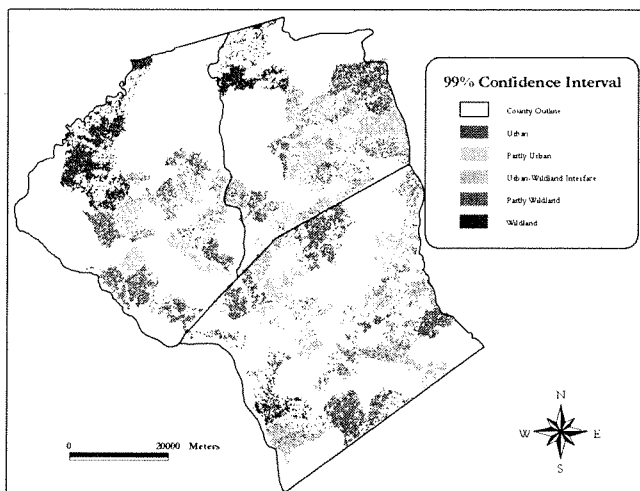 99% Confidence Interval
County Outline
Urban
Partly Urban
Urban-Wildland Interface
Partly Wildland
Wildland
0 20000 Meters
N
W E
S